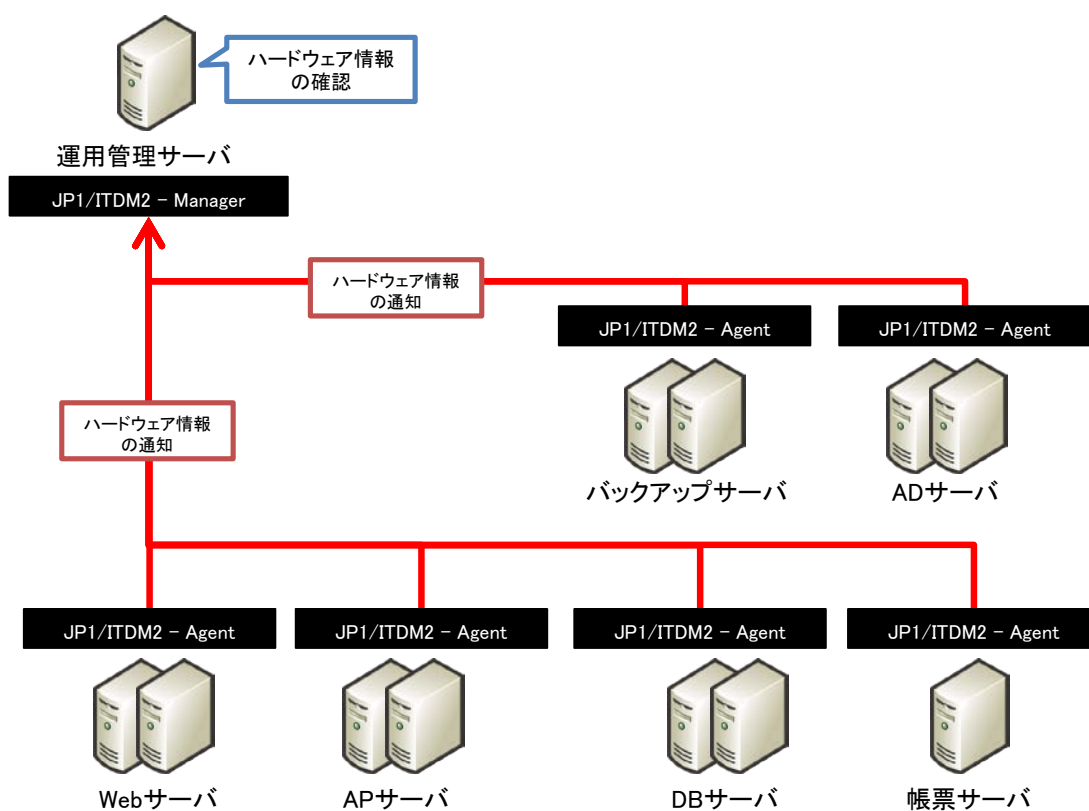 ハードウェア情報
の確認
運用管理サーバ
JP1/ITDM2 − Manager
ハードウェア情報
の通知
JP1/ITDM2 − Agent
JP1/ITDM2 − Agent
バックアップサーバ
ADサーバ
ハードウェア情報
の通知
JP1/ITDM2 − Agent
JP1/ITDM2 − Agent
JP1/ITDM2 − Agent
JP1/ITDM2 − Agent
Webサーバ
APサーバ
DBサーバ
帳票サーバ